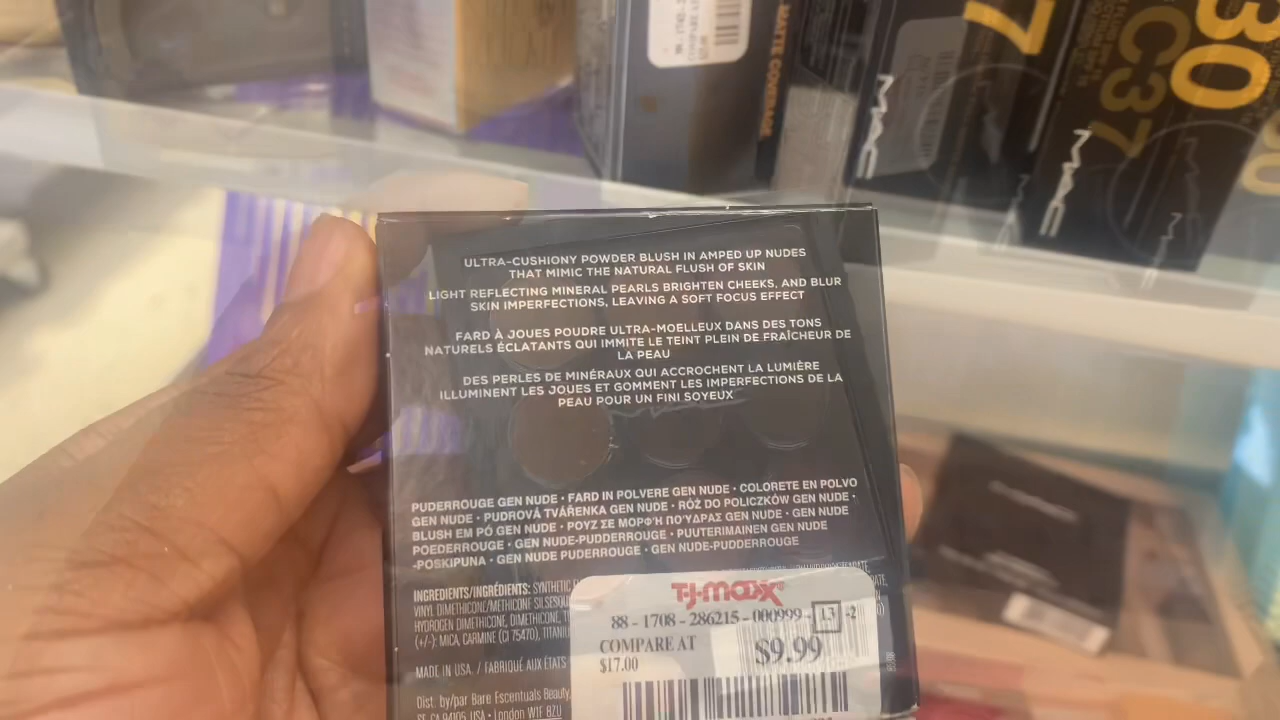 MATTE COVERAGE
7
C37
30
MAC
MAC
ULTRA-CUSHIONY POWDER BLUSH IN AMPED UP NUDES
THAT MIMIC THE NATURAL FLUSH OF SKIN
LIGHT REFLECTING MINERAL PEARLS BRIGHTEN CHEEKS, AND BLUR
SKIN IMPERFECTIONS, LEAVING A SOFT FOCUS EFFECT
FARD À JOUES POUDRE ULTRA-MOELLEUX DANS DES TONS
NATURELS ÉCLATANTS QUI IMMITE LE TEINT PLEIN DE FRAÎCHEUR DE
LA PEAU
DES PERLES DE MINÉRAUX QUI ACCROCHENT LA LUMIÈRE
ILLUMINENT LES JOUES ET GOMMENT LES IMPERFECTIONS DE LA
PEAU POUR UN FINI SOYEUX
PUDERROUGE GEN NUDE • FARD IN POLVERE GEN NUDE • COLORETE EN POLVO
GEN NUDE • PUDROVÁ TVÁŘENKA GEN NUDE • RÓŻ DO POLICZKÓW GEN NUDE •
BLUSH EM PÓ GEN NUDE • ΡΟΥΖ ΣΕ ΜΟΡΦΉ ΠΟΎΔΡΑΣ GEN NUDE • GEN NUDE
POEDERROUGE • GEN NUDE-PUDDERROUGE • PUUTERIMAINEN GEN NUDE
-POSKIPUNA • GEN NUDE PUDERROUGE • GEN NUDE-PUDDERROUGE
INGREDIENTS/INGRÉDIENTS: SYNTHETIC
VINYL DIMETHICONE/METHICONE
HYDROGEN DIMETHICONE, DIMETHICONE,
(+/-): MICA, CARMINE (CI 75470),
MADE IN USA. / FABRIQUÉ AUX ÉTATS
Dist. by/par Bare Escentuals Beauty,
SF, CA 94105, USA • London W1F 8ZU
T.J.maxx®
88 - 1708 - 286215 - 000999 - L3 -2
COMPARE AT
$17.00
$9.99